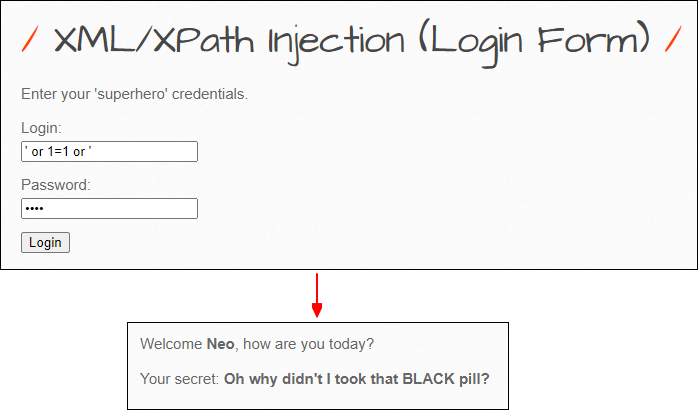 / XML/XPath Injection (Login Form) /
Enter your 'superhero' credentials.
Login:
' or 1=1 or '
Password:
••••
Login
Welcome Neo, how are you today?
Your secret: Oh why didn't I took that BLACK pill?